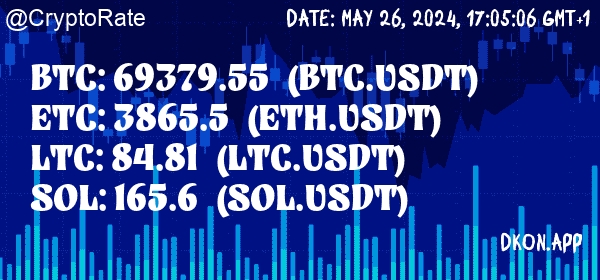 @CryptoRate
DATE: MAY 26, 2024, 17:05:06 GMT+1
BTC: 69379.55 (BTC.USDT)
ETC: 3865.5 (ETH.USDT)
LTC: 84.81 (LTC.USDT)
SOL: 165.6 (SOL.USDT)
DKON.APP